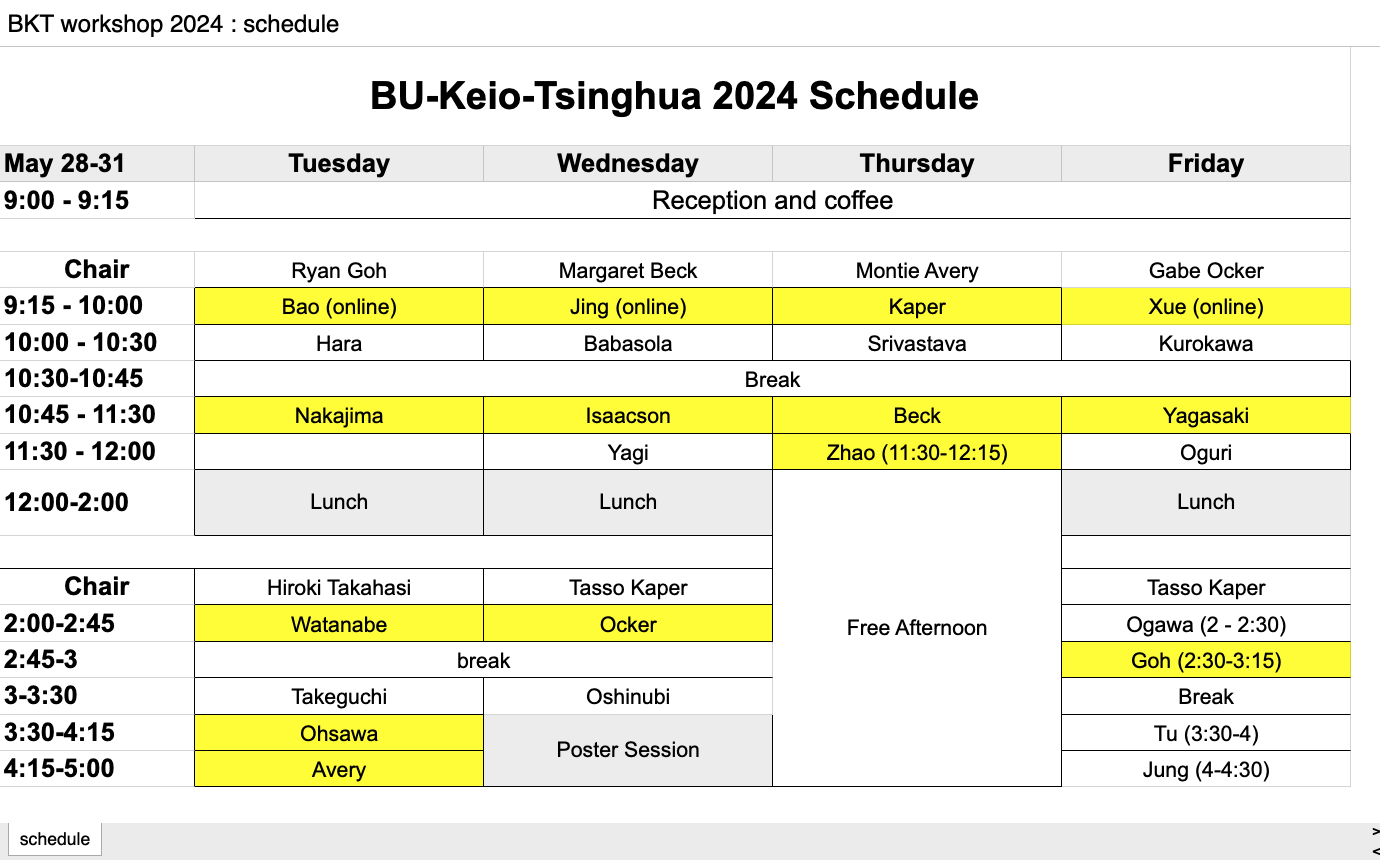 BKT workshop 2024 : schedule
BU-Keio-Tsinghua 2024 Schedule
May 28-31 Tuesday Wednesday Thursday Friday
9:00 - 9:15 Reception and coffee
Chair Ryan Goh Margaret Beck Montie Avery Gabe Ocker
9:15 - 10:00 Bao (online) Jing (online) Kaper Xue (online)
10:00 - 10:30 Hara Babasola Srivastava Kurokawa
10:30-10:45 Break
10:45 - 11:30 Nakajima Isaacson Beck Yagasaki
11:30 - 12:00 Yagi Zhao (11:30-12:15) Oguri
12:00-2:00 Lunch Lunch Lunch
Chair Hiroki Takahasi Tasso Kaper Tasso Kaper
2:00-2:45 Watanabe Ocker Free Afternoon Ogawa (2 - 2:30)
2:45-3 break Goh (2:30-3:15)
3-3:30 Takeguchi Oshinubi Break
3:30-4:15 Ohsawa Poster Session Tu (3:30-4)
4:15-5:00 Avery Jung (4-4:30)
schedule
>
<